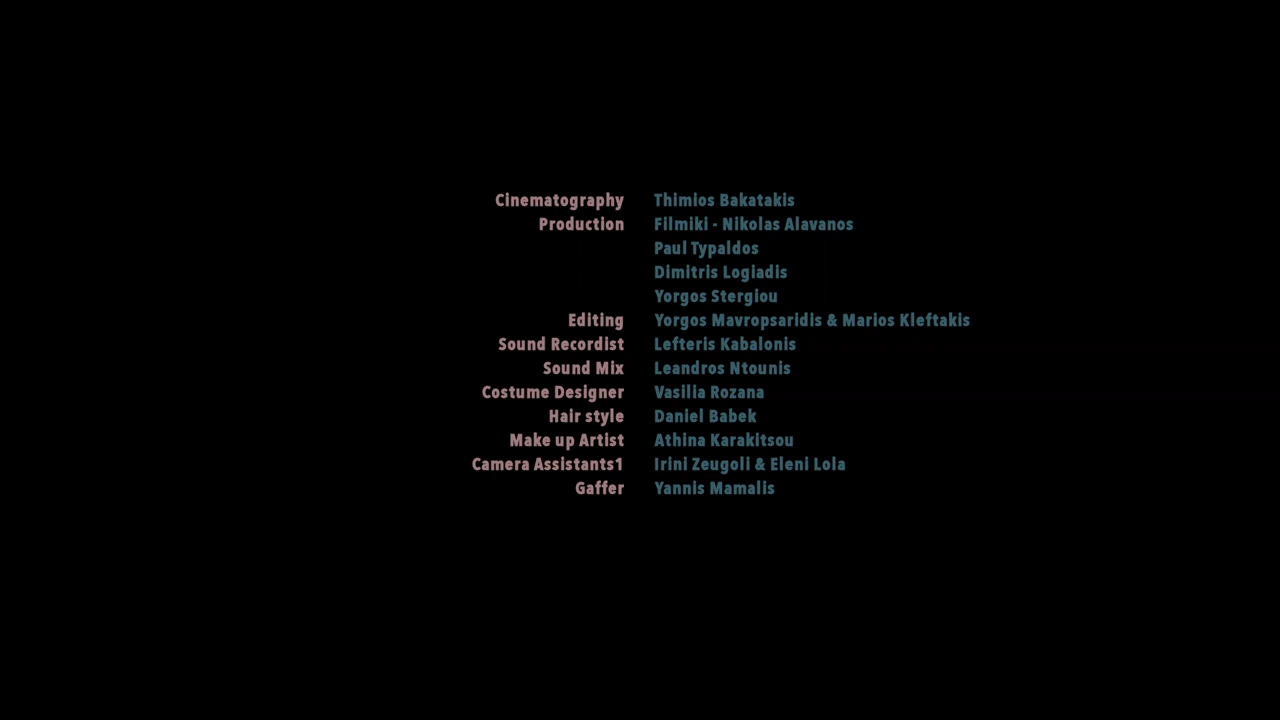 Cinematography Thimios Bakatakis
Production Filmiki - Nikolas Alavanos
Paul Typaldos
Dimitris Logiadis
Yorgos Stergiou
Editing Yorgos Mavropsaridis & Marios Kleftakis
Sound Recordist Lefteris Kabalonis
Sound Mix Leandros Ntounis
Costume Designer Vasilia Rozana
Hair style Daniel Babek
Make up Artist Athina Karakitsou
Camera Assistants1 Irini Zeugoli & Eleni Lola
Gaffer Yannis Mamalis